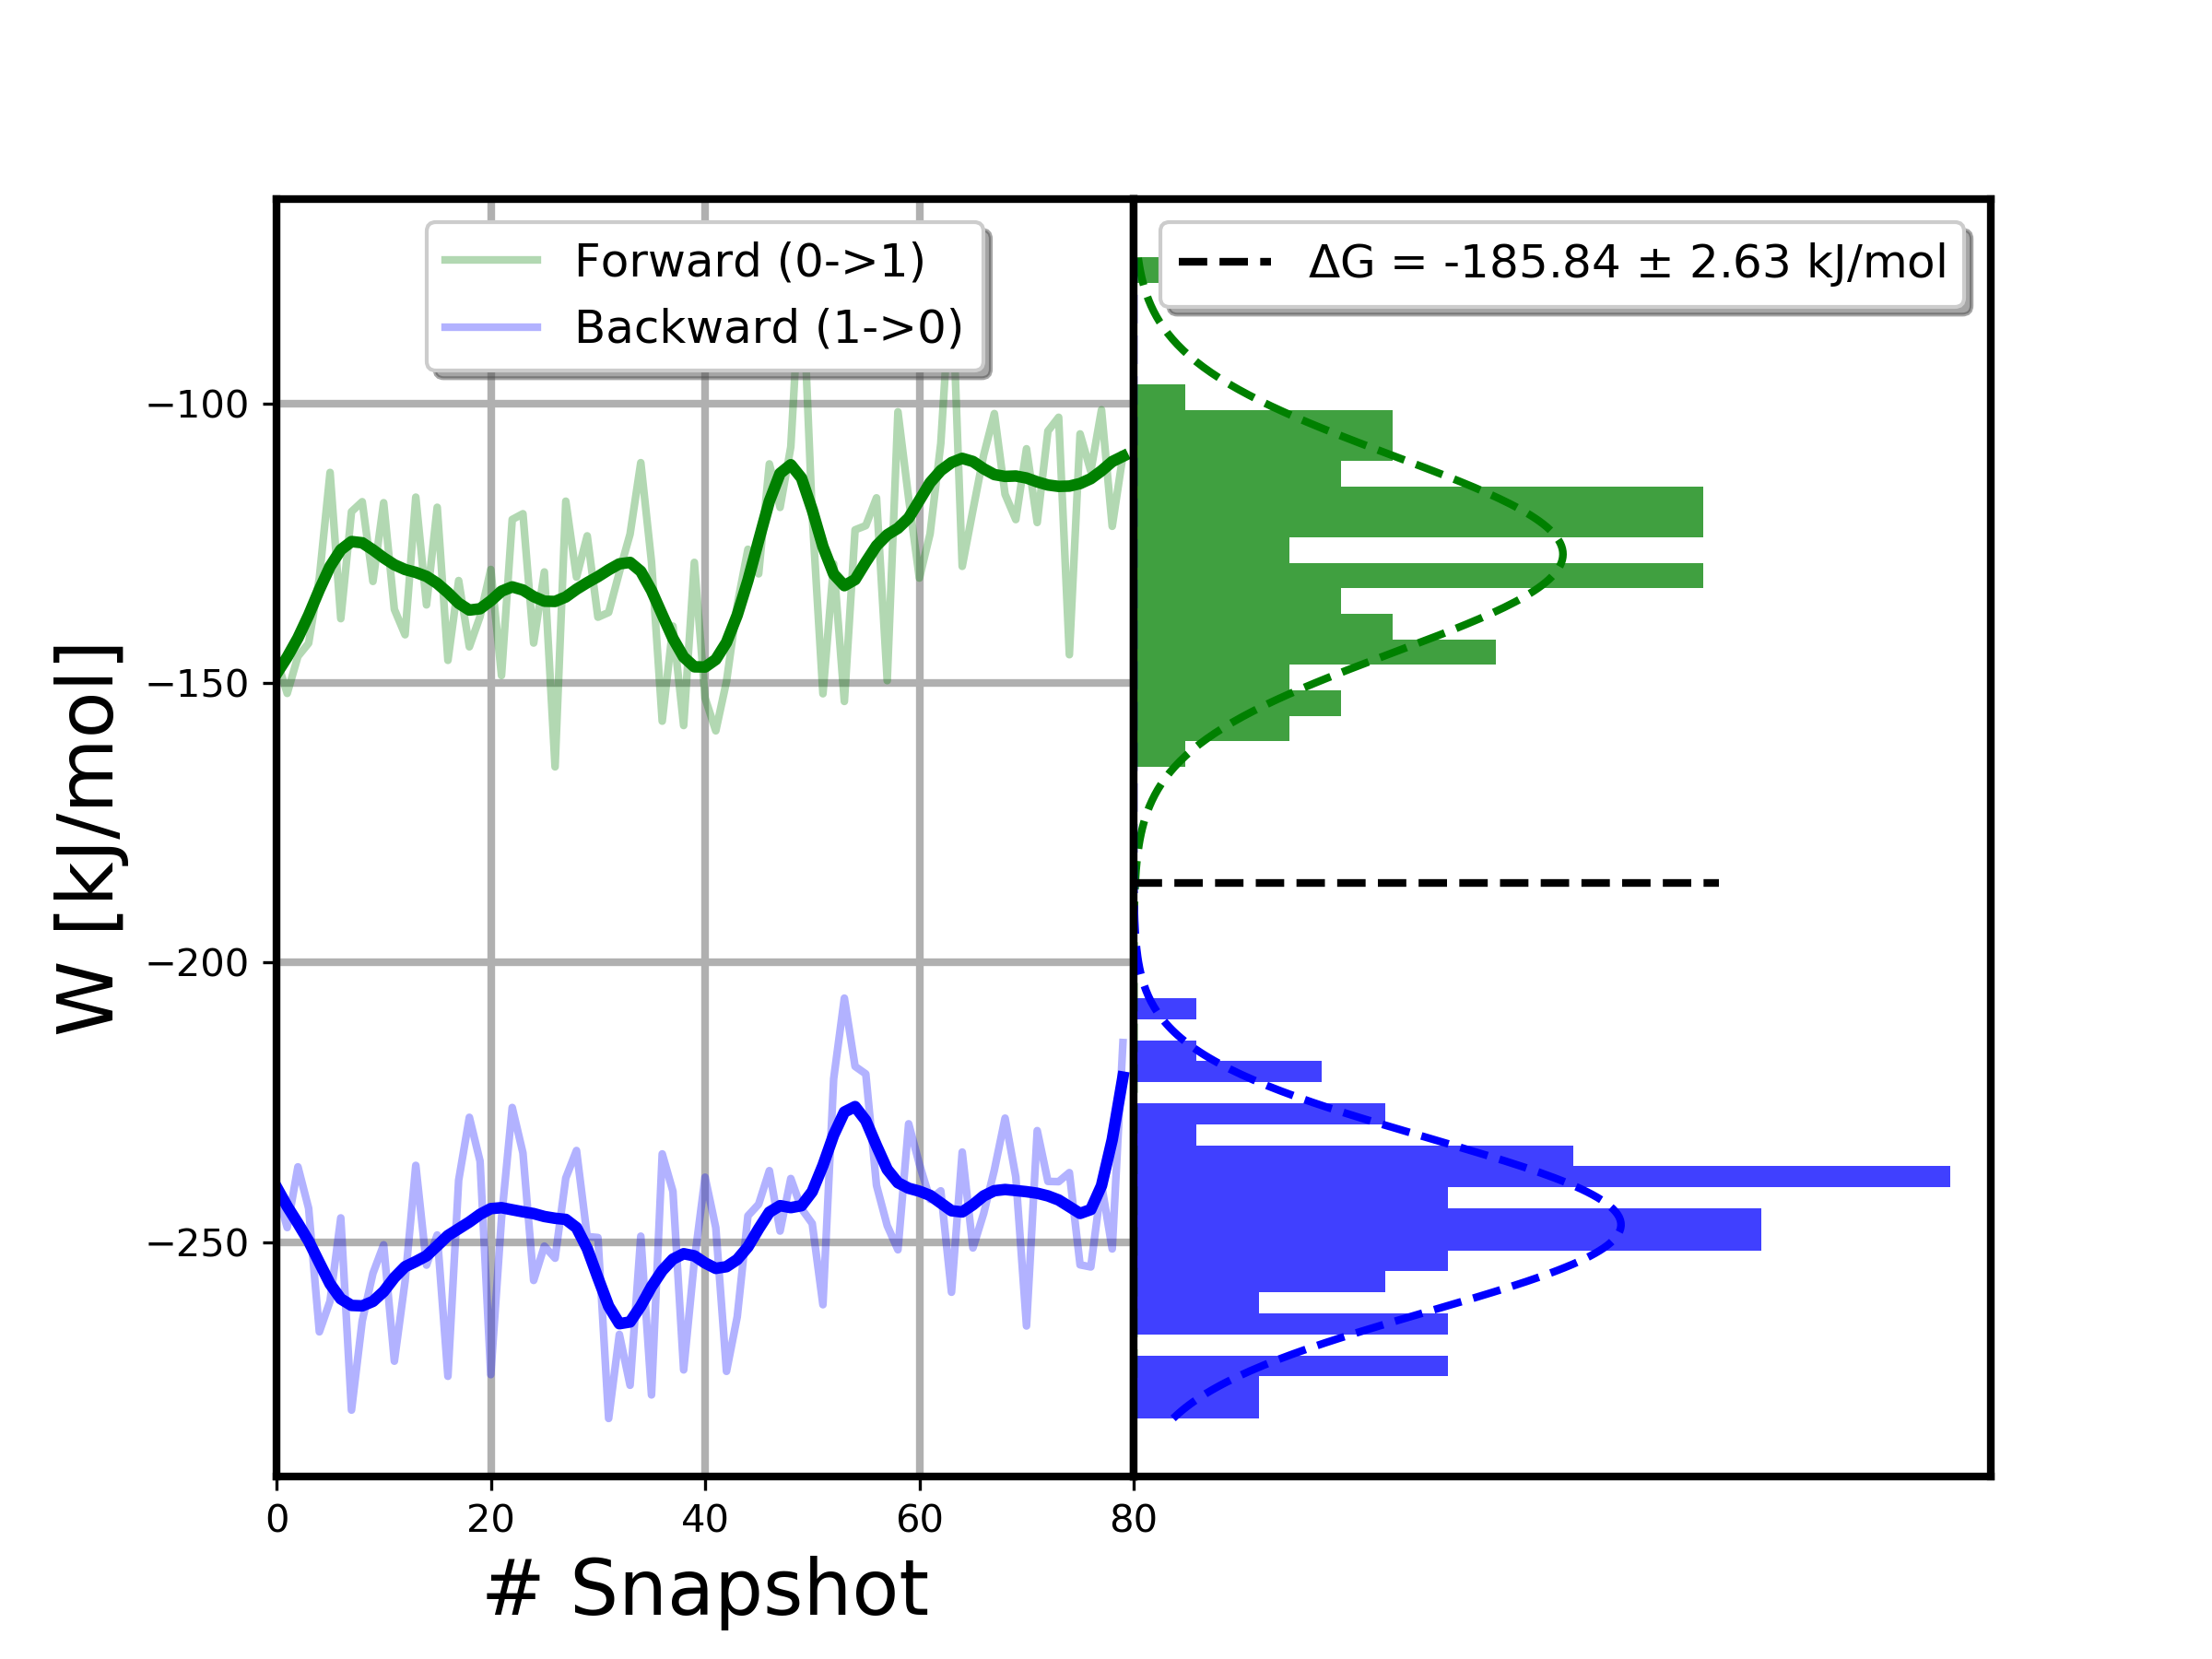 Forward (0->1)
Backward (1->0)
ΔG = -185.84 ± 2.63 kJ/mol
−100
−150
−200
−250
W [kJ/mol]
0 20 40 60 80
# Snapshot